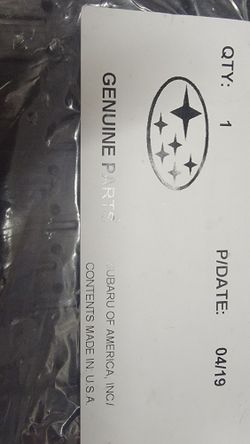 QTY: 1 P/DATE: 04/19
GENUINE PARTS
SUBARU OF AMERICA, INC/
CONTENTS MADE IN U.S.A.